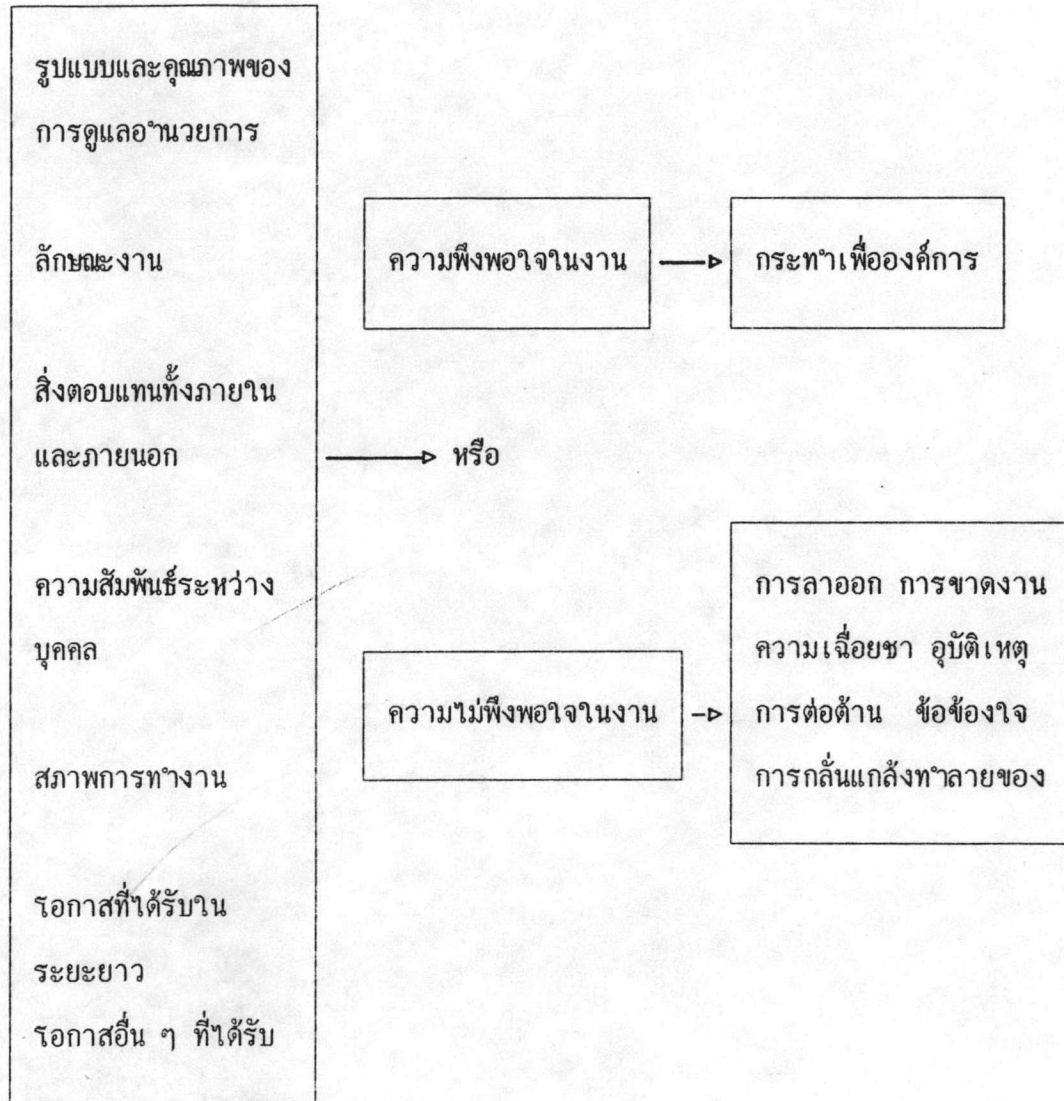 รูปแบบและคุณภาพของ
การดูแลอำนวยการ
ลักษณะงาน
สิ่งตอบแทนทั้งภายใน
และภายนอก
ความสัมพันธ์ระหว่าง
บุคคล
สภาพการทำงาน
โอกาสที่ได้รับใน
ระยะยาว
โอกาสอื่น ๆ ที่ได้รับ
ความพึงพอใจในงาน
กระทำเพื่อองค์การ
หรือ
ความไม่พึงพอใจในงาน
การลาออก การขาดงาน
ความเฉื่อยชา อุบัติเหตุ
การต่อต้าน ข้อข้องใจ
การกลั่นแกล้งทำลายของ